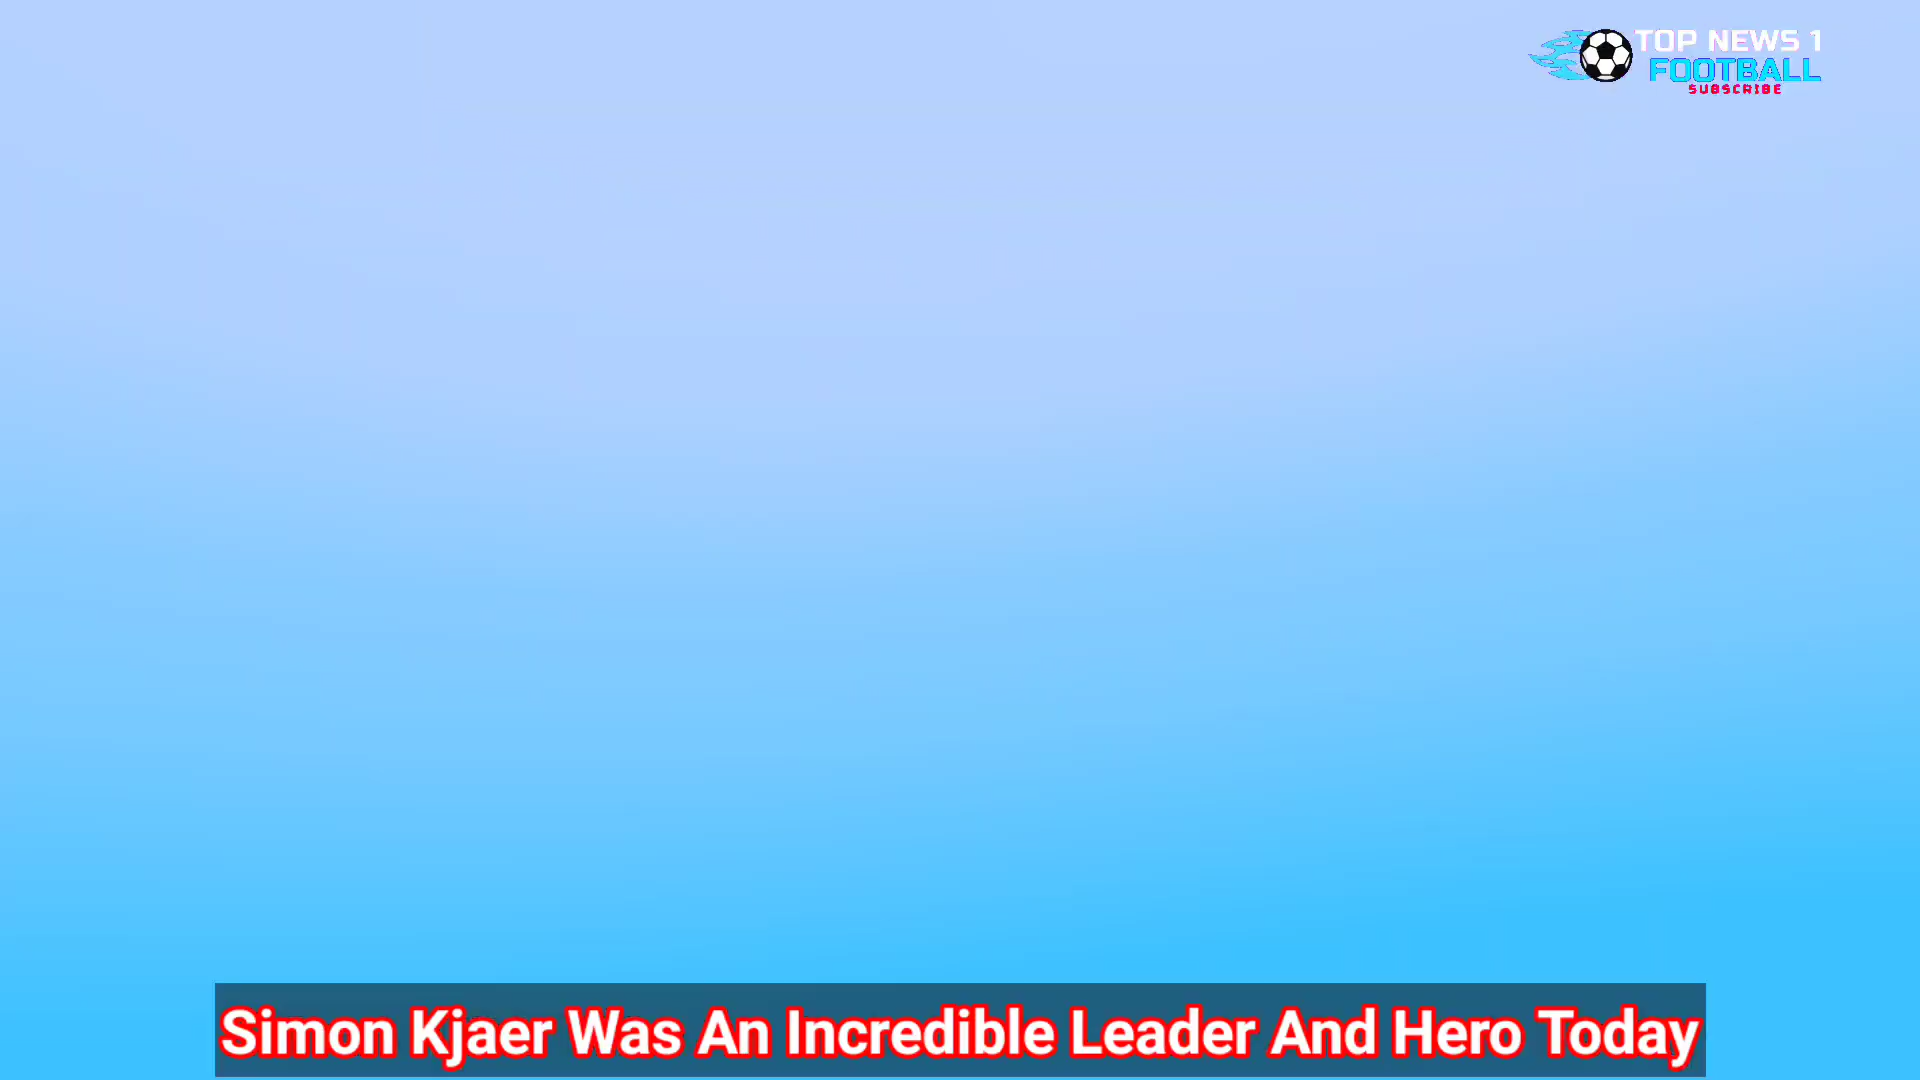 TOP NEWS 1
FOOTBALL
SUBSCRIBE
Simon Kjaer Was An Incredible Leader And Hero Today